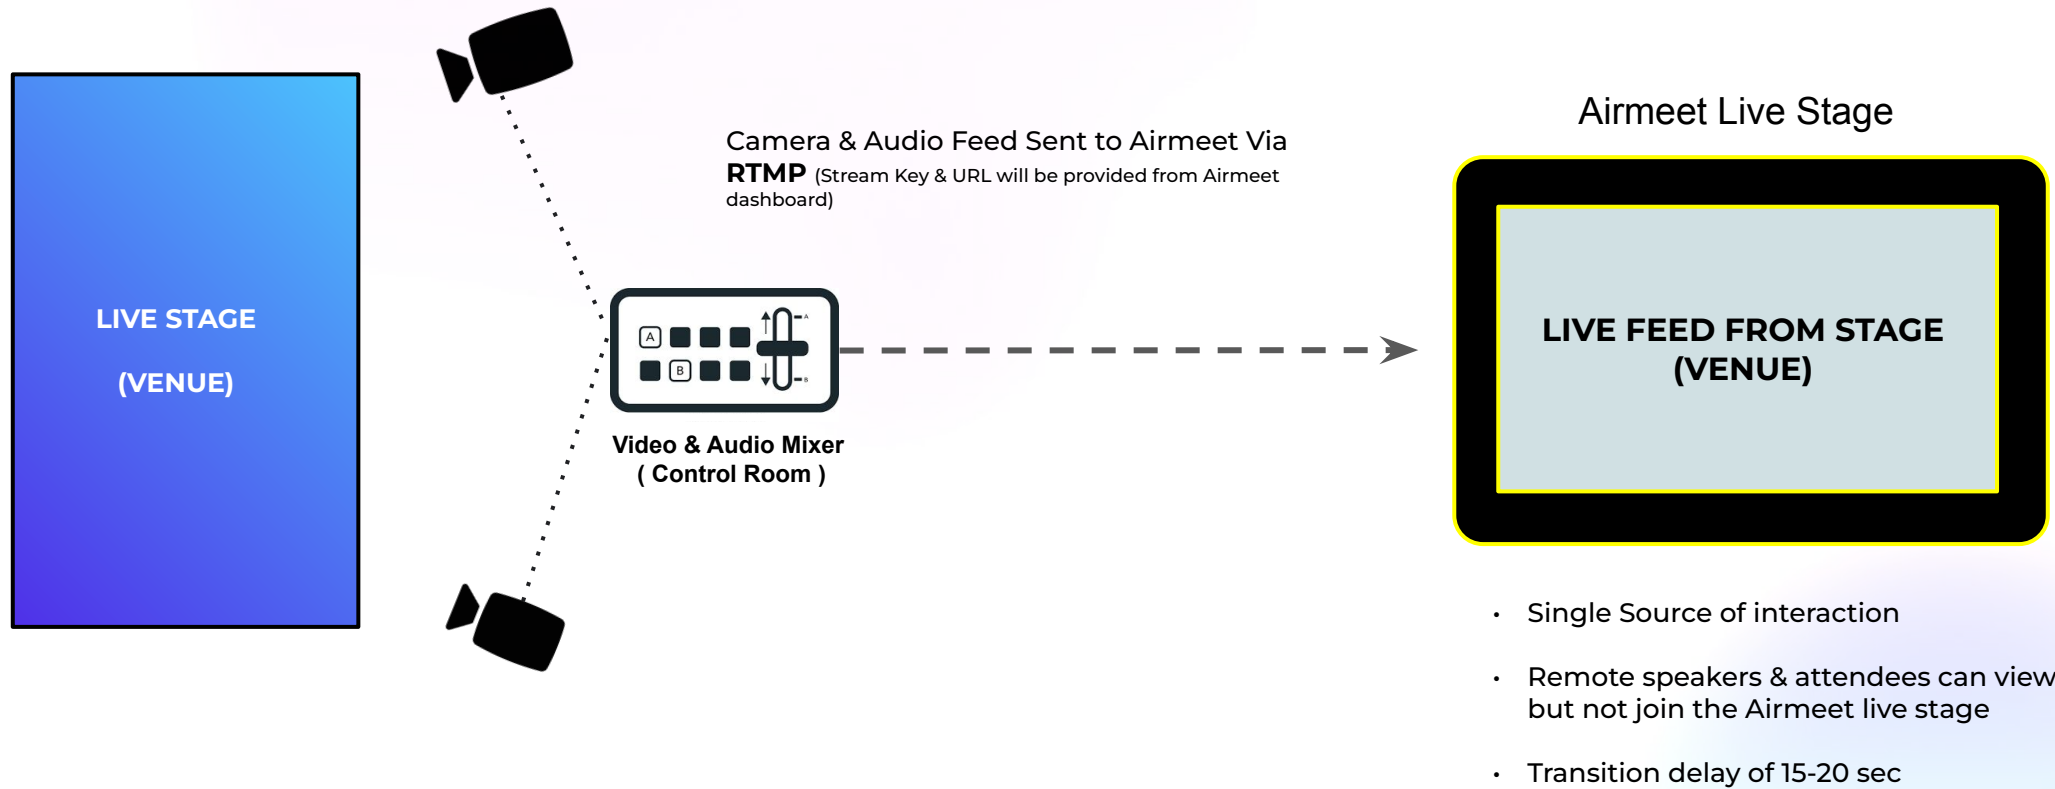 LIVE STAGE
(VENUE)
Camera & Audio Feed Sent to Airmeet Via
RTMP (Stream Key & URL will be provided from Airmeet
dashboard)
A
B
A
B
Video & Audio Mixer
( Control Room )
Airmeet Live Stage
LIVE FEED FROM STAGE
(VENUE)
• Single Source of interaction
• Remote speakers & attendees can view
but not join the Airmeet live stage
• Transition delay of 15-20 sec